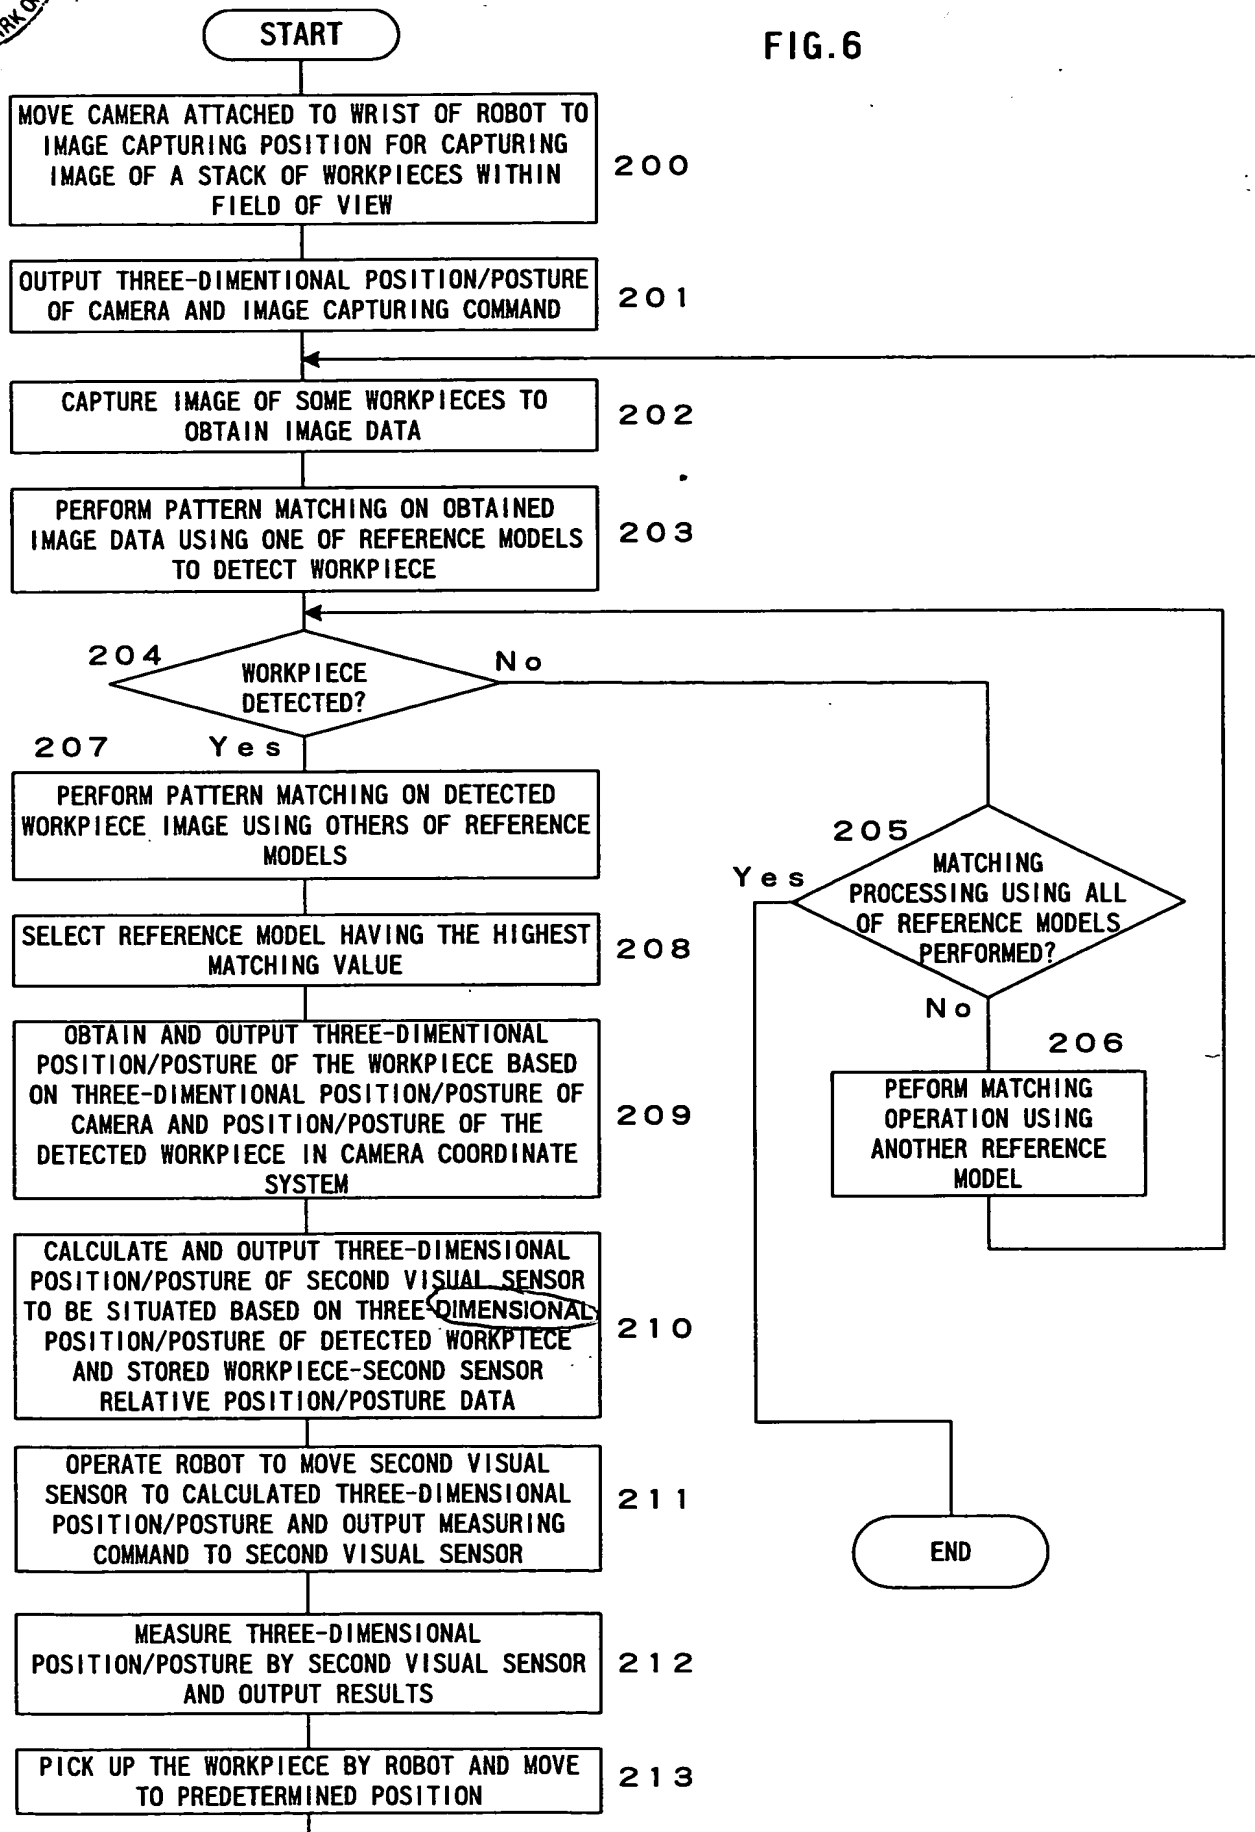 START
FIG.6
MOVE CAMERA ATTACHED TO WRIST OF ROBOT TO
IMAGE CAPTURING POSITION FOR CAPTURING
IMAGE OF A STACK OF WORKPIECES WITHIN
FIELD OF VIEW
200
OUTPUT THREE-DIMENTIONAL POSITION/POSTURE
OF CAMERA AND IMAGE CAPTURING COMMAND
201
CAPTURE IMAGE OF SOME WORKPIECES TO
OBTAIN IMAGE DATA
202
PERFORM PATTERN MATCHING ON OBTAINED
IMAGE DATA USING ONE OF REFERENCE MODELS
TO DETECT WORKPIECE
203
204
WORKPIECE
DETECTED?
No
Yes
207
PERFORM PATTERN MATCHING ON DETECTED
WORKPIECE IMAGE USING OTHERS OF REFERENCE
MODELS
205
MATCHING
PROCESSING USING ALL
OF REFERENCE MODELS
PERFORMED?
Yes
No
206
PEFORM MATCHING
OPERATION USING
ANOTHER REFERENCE
MODEL
SELECT REFERENCE MODEL HAVING THE HIGHEST
MATCHING VALUE
208
OBTAIN AND OUTPUT THREE-DIMENTIONAL
POSITION/POSTURE OF THE WORKPIECE BASED
ON THREE-DIMENTIONAL POSITION/POSTURE OF
CAMERA AND POSITION/POSTURE OF THE
DETECTED WORKPIECE IN CAMERA COORDINATE
SYSTEM
209
CALCULATE AND OUTPUT THREE-DIMENSIONAL
POSITION/POSTURE OF SECOND VISUAL SENSOR
TO BE SITUATED BASED ON THREE-DIMENSIONAL
POSITION/POSTURE OF DETECTED WORKPIECE
AND STORED WORKPIECE-SECOND SENSOR
RELATIVE POSITION/POSTURE DATA
210
OPERATE ROBOT TO MOVE SECOND VISUAL
SENSOR TO CALCULATED THREE-DIMENSIONAL
POSITION/POSTURE AND OUTPUT MEASURING
COMMAND TO SECOND VISUAL SENSOR
211
END
MEASURE THREE-DIMENSIONAL
POSITION/POSTURE BY SECOND VISUAL SENSOR
AND OUTPUT RESULTS
212
PICK UP THE WORKPIECE BY ROBOT AND MOVE
TO PREDETERMINED POSITION
213